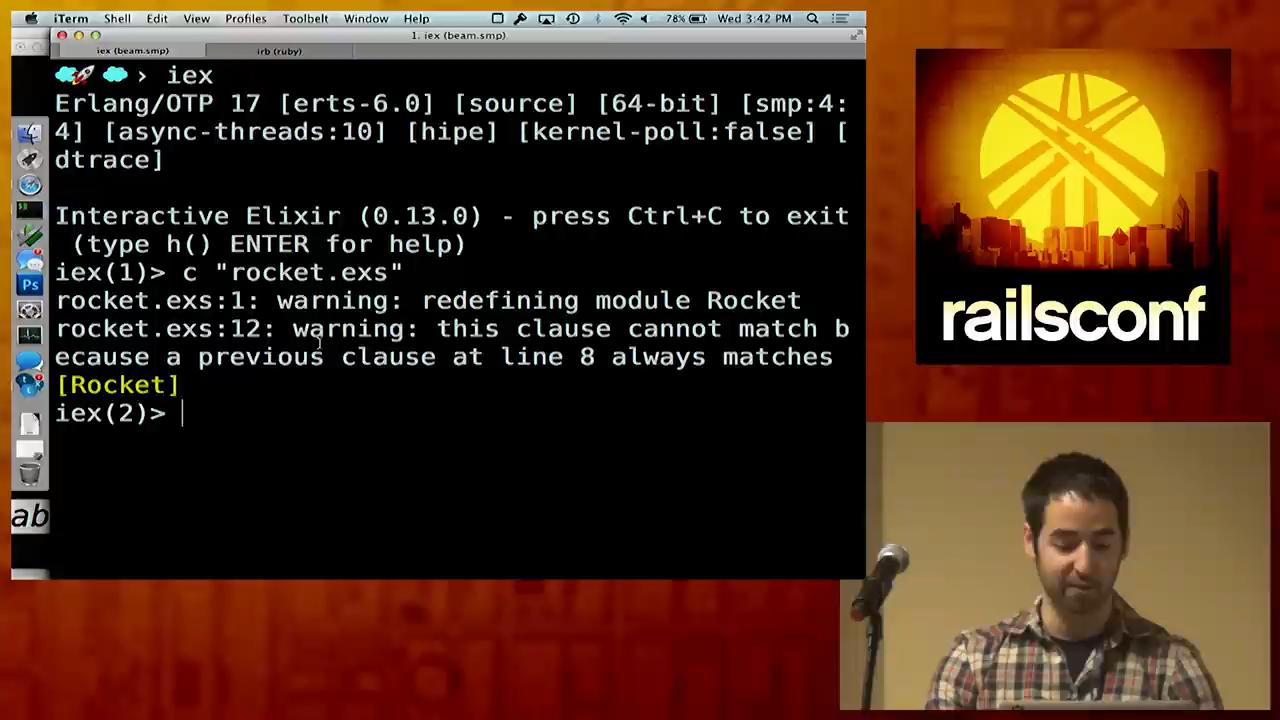 iTerm Shell Edit View Profiles Toolbelt Window Help 78% Wed 3:42 PM
1. iex (beam.smp)
iex (beam.smp) irb (ruby)
› iex
Erlang/OTP 17 [erts-6.0] [source] [64-bit] [smp:4:
4] [async-threads:10] [hipe] [kernel-poll:false] [
dtrace]
Interactive Elixir (0.13.0) - press Ctrl+C to exit
(type h() ENTER for help)
iex(1)> c "rocket.exs"
rocket.exs:1: warning: redefining module Rocket
rocket.exs:12: warning: this clause cannot match b
ecause a previous clause at line 8 always matches
[Rocket]
iex(2)>
Ps
ab
railsconf